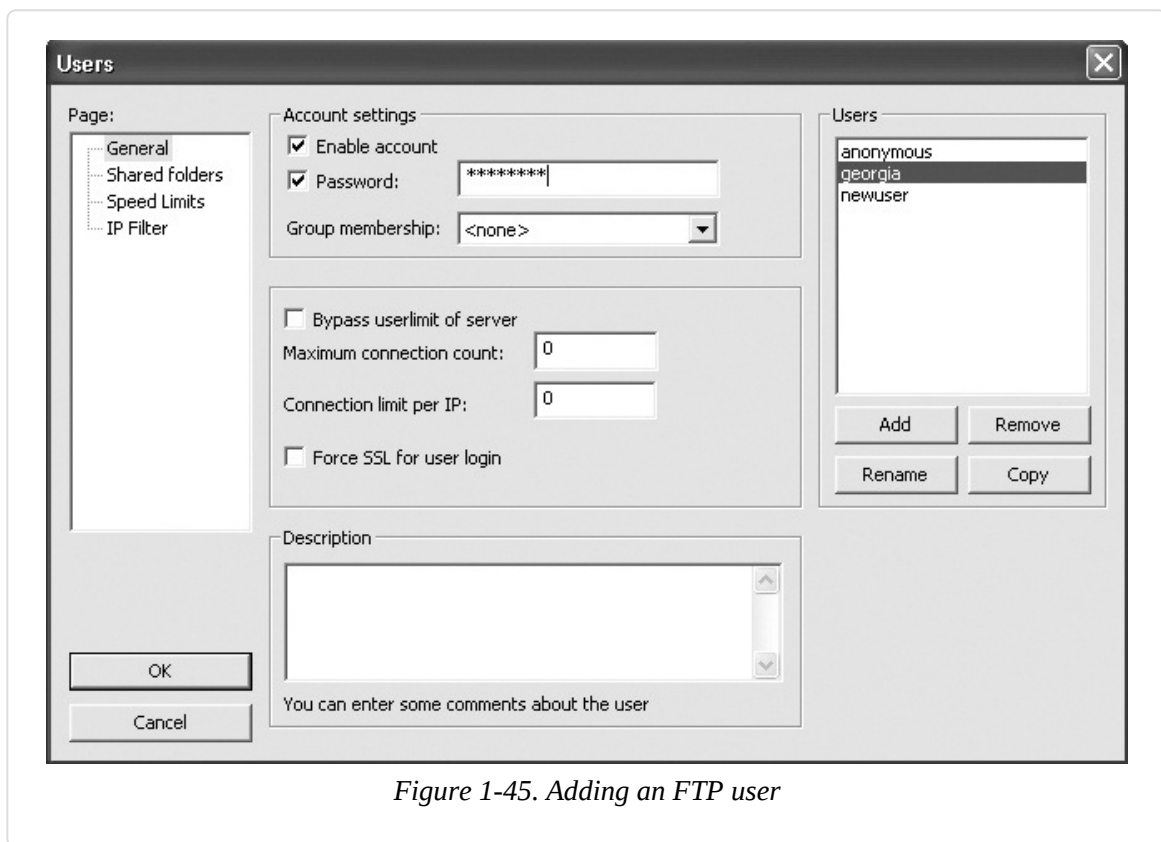 Users
Page:
General
Shared folders
Speed Limits
IP Filter
OK
Cancel
Account settings
Enable account
Password: ********
Group membership: <none>
Bypass userlimit of server
Maximum connection count: 0
Connection limit per IP: 0
Force SSL for user login
Description
You can enter some comments about the user
Users
anonymous
georgia
newuser
Add Remove
Rename Copy
Figure 1-45. Adding an FTP user